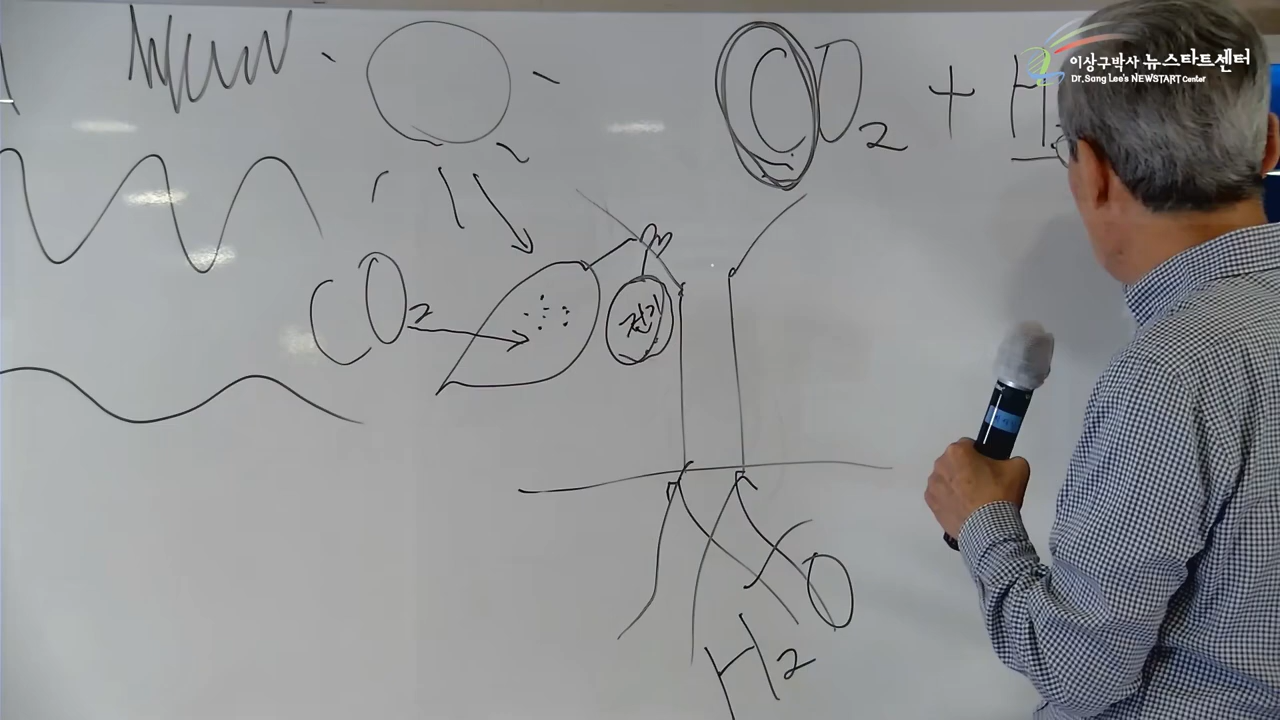 이상구박사 뉴스타트센터
Dr. Sang Lee's NEWSTART Center
CO₂ + H₂
CO₂
전기
H₂O